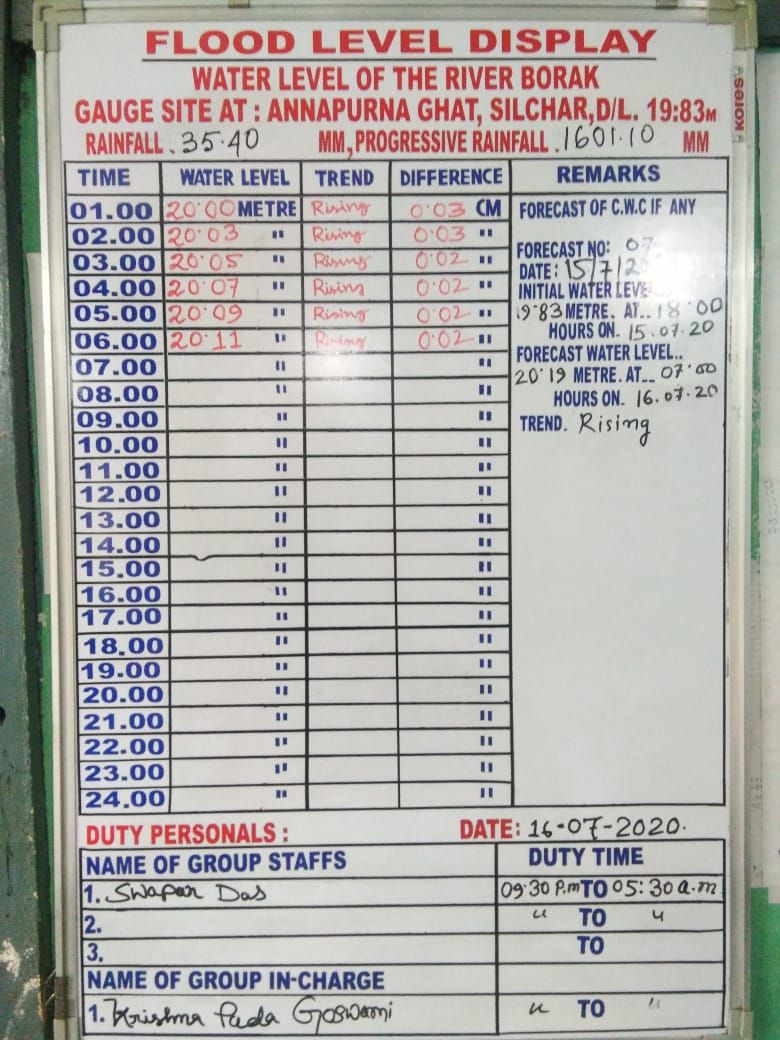 FLOOD LEVEL DISPLAY
WATER LEVEL OF THE RIVER BORAK
GAUGE SITE AT : ANNAPURNA GHAT, SILCHAR,D/L. 19:83M
RAINFALL. 35.40 MM, PROGRESSIVE RAINFALL. 1601.10 MM
kores
TIME WATER LEVEL TREND DIFFERENCE REMARKS
01.00 20.00 METRE Rising 0.03 CM
02.00 20.03 " Rising 0.03 "
03.00 20.05 " Rising 0.02 "
04.00 20.07 " Rising 0.02 "
05.00 20.09 " Rising 0.02 "
06.00 20.11 " Rising 0.02 "
07.00 " "
08.00 " "
09.00 " "
10.00 " "
11.00 " "
12.00 " "
13.00 " "
14.00 " "
15.00 " "
16.00 " "
17.00 " "
18.00 " "
19.00 " "
20.00 " "
21.00 " "
22.00 " "
23.00 " "
24.00 " "
FORECAST OF C.W.C IF ANY
FORECAST NO: 07
DATE: 15/7/20
INITIAL WATER LEVEL..
19.83 METRE. AT.. 18.00
HOURS ON. 15.07.20
FORECAST WATER LEVEL..
20.19 METRE. AT.. 07.00
HOURS ON. 16.07.20
TREND. Rising
DUTY PERSONALS : DATE: 16-07-2020.
NAME OF GROUP STAFFS DUTY TIME
1. Swapan Das 09.30 P.m TO 05:30 a.m
2. " TO "
3. TO
NAME OF GROUP IN-CHARGE
1. Krishna Pada Goswami " TO "